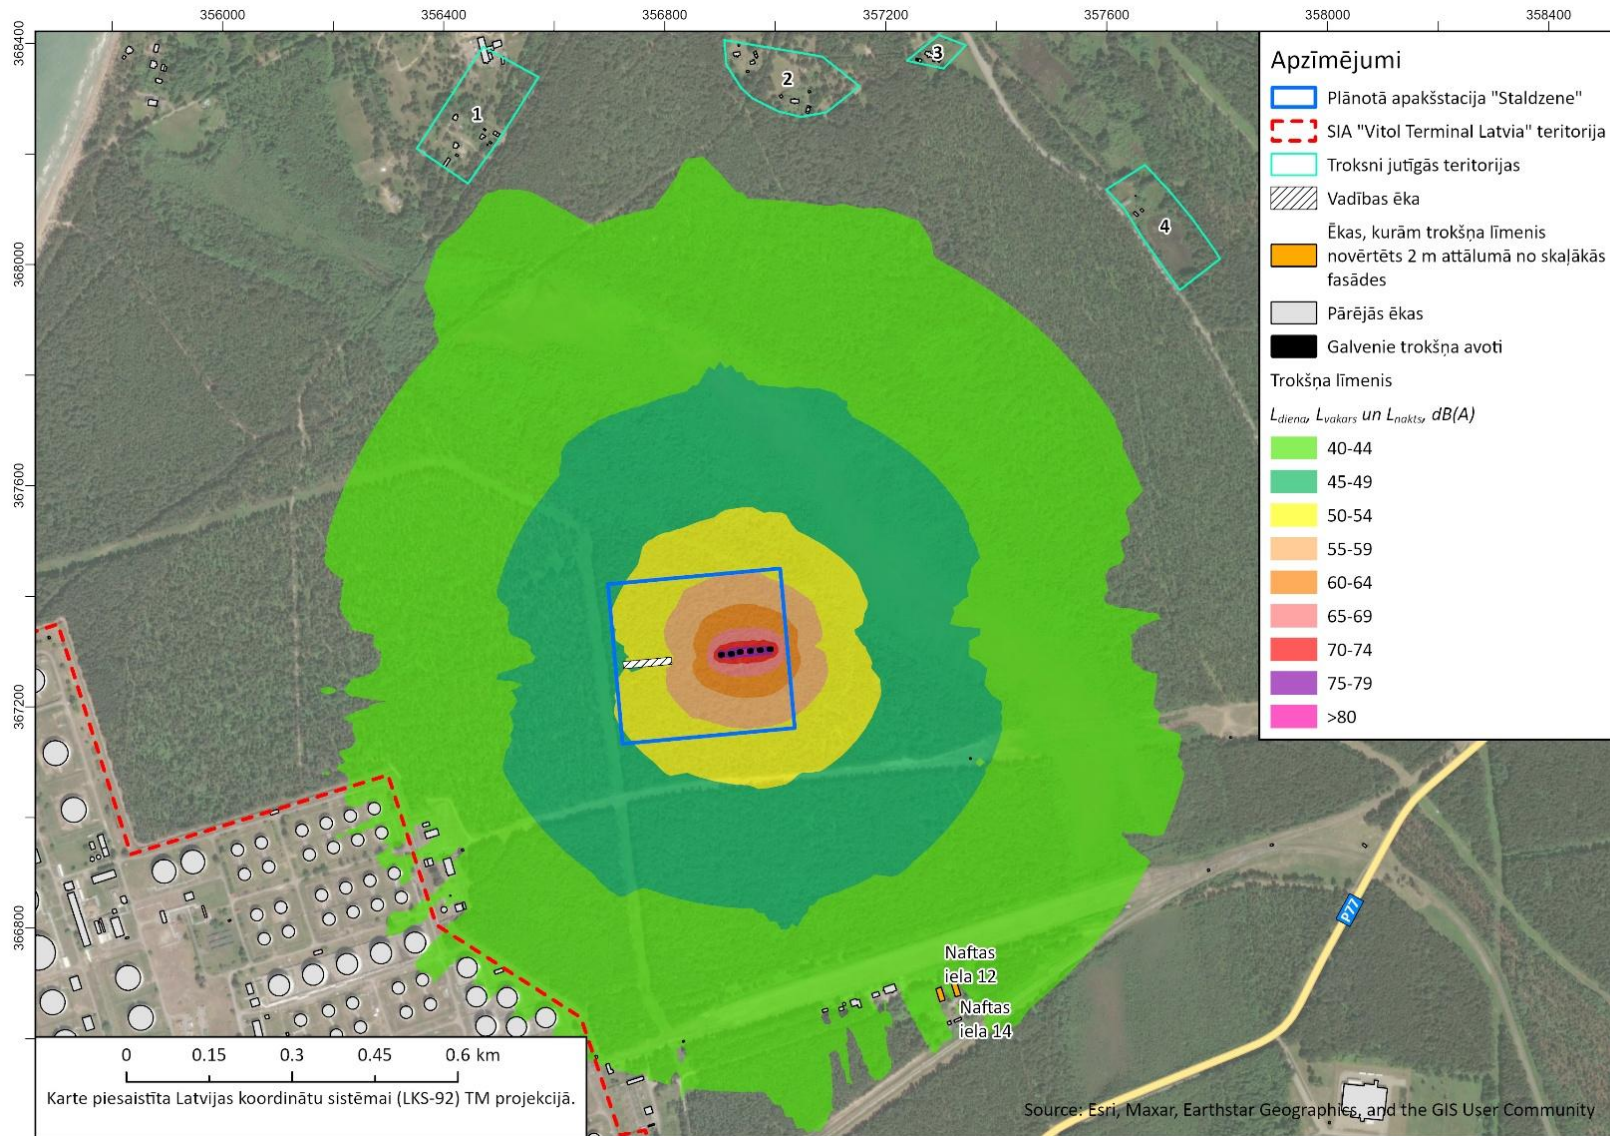 356000
356400
356800
357200
357600
358000
358400
368400
368000
367600
367200
366800
1
2
3
4
Apzīmējumi
Plānotā apakšstacija "Staldzene"
SIA "Vitol Terminal Latvia" teritorija
Troksni jutīgās teritorijas
Vadības ēka
Ēkas, kurām trokšņa līmenis
novērtēts 2 m attālumā no skaļākās
fasādes
Pārējās ēkas
Galvenie trokšņa avoti
Trokšņa līmenis
Ldiena, Lvakars un Lnakts, dB(A)
40-44
45-49
50-54
55-59
60-64
65-69
70-74
75-79
>80
P77
Naftas
iela 12
Naftas
iela 14
0 0.15 0.3 0.45 0.6 km
Karte piesaistīta Latvijas koordinātu sistēmai (LKS-92) TM projekcijā.
Source: Esri, Maxar, Earthstar Geographics, and the GIS User Community